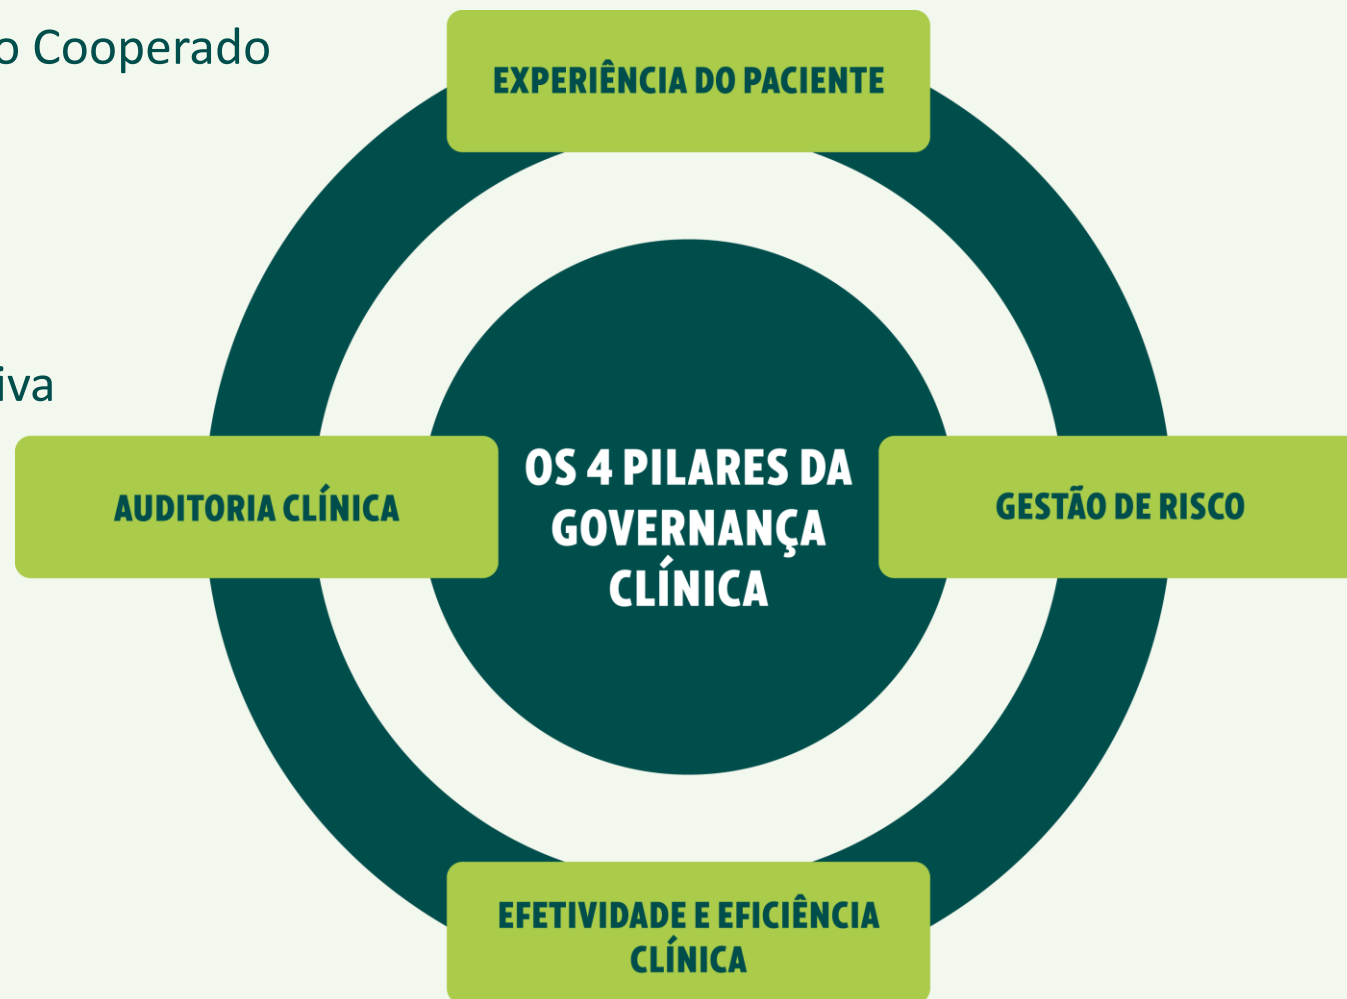 o Cooperado
EXPERIÊNCIA DO PACIENTE
iva
AUDITORIA CLÍNICA
OS 4 PILARES DA
GOVERNANÇA
CLÍNICA
GESTÃO DE RISCO
EFETIVIDADE E EFICIÊNCIA
CLÍNICA